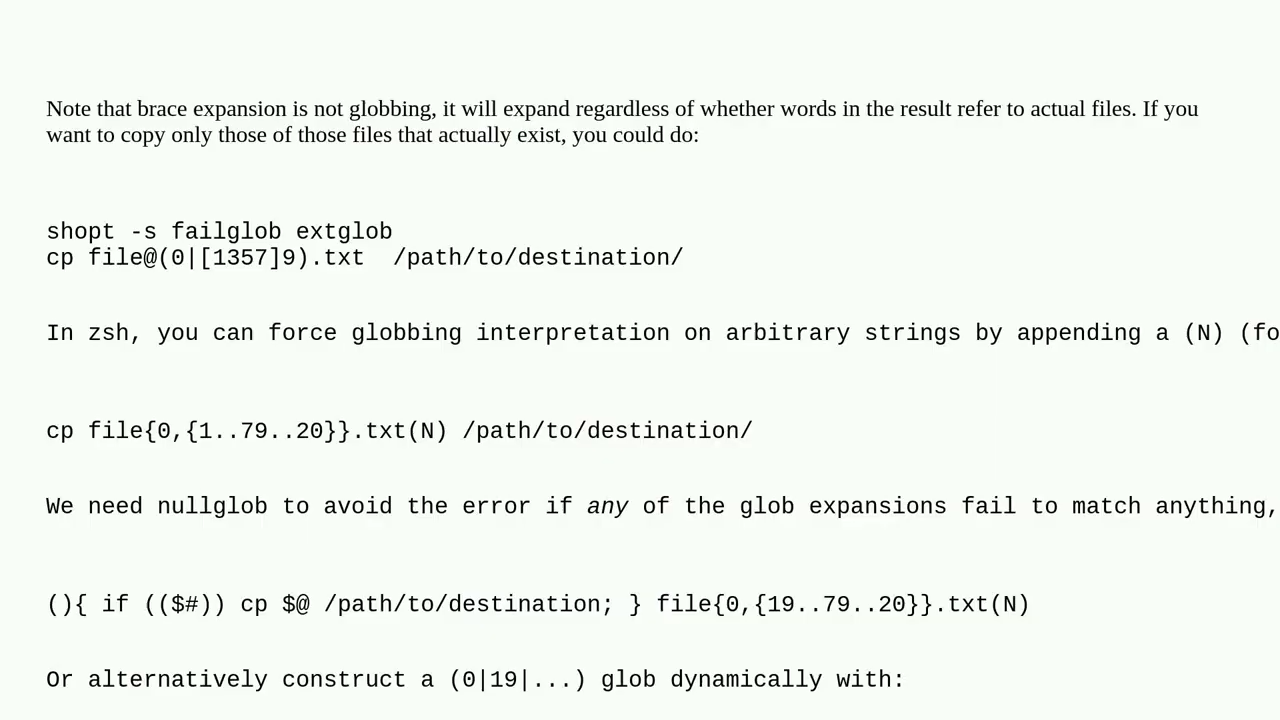 Note that brace expansion is not globbing, it will expand regardless of whether words in the result refer to actual files. If you
want to copy only those of those files that actually exist, you could do:
shopt -s failglob extglob
cp file@(0|[1357]9).txt  /path/to/destination/
In zsh, you can force globbing interpretation on arbitrary strings by appending a (N) (fo
cp file{0,{1..79..20}}.txt(N) /path/to/destination/
We need nullglob to avoid the error if any of the glob expansions fail to match anything,
(){ if (($#)) cp $@ /path/to/destination; } file{0,{19..79..20}}.txt(N)
Or alternatively construct a (0|19|...) glob dynamically with: